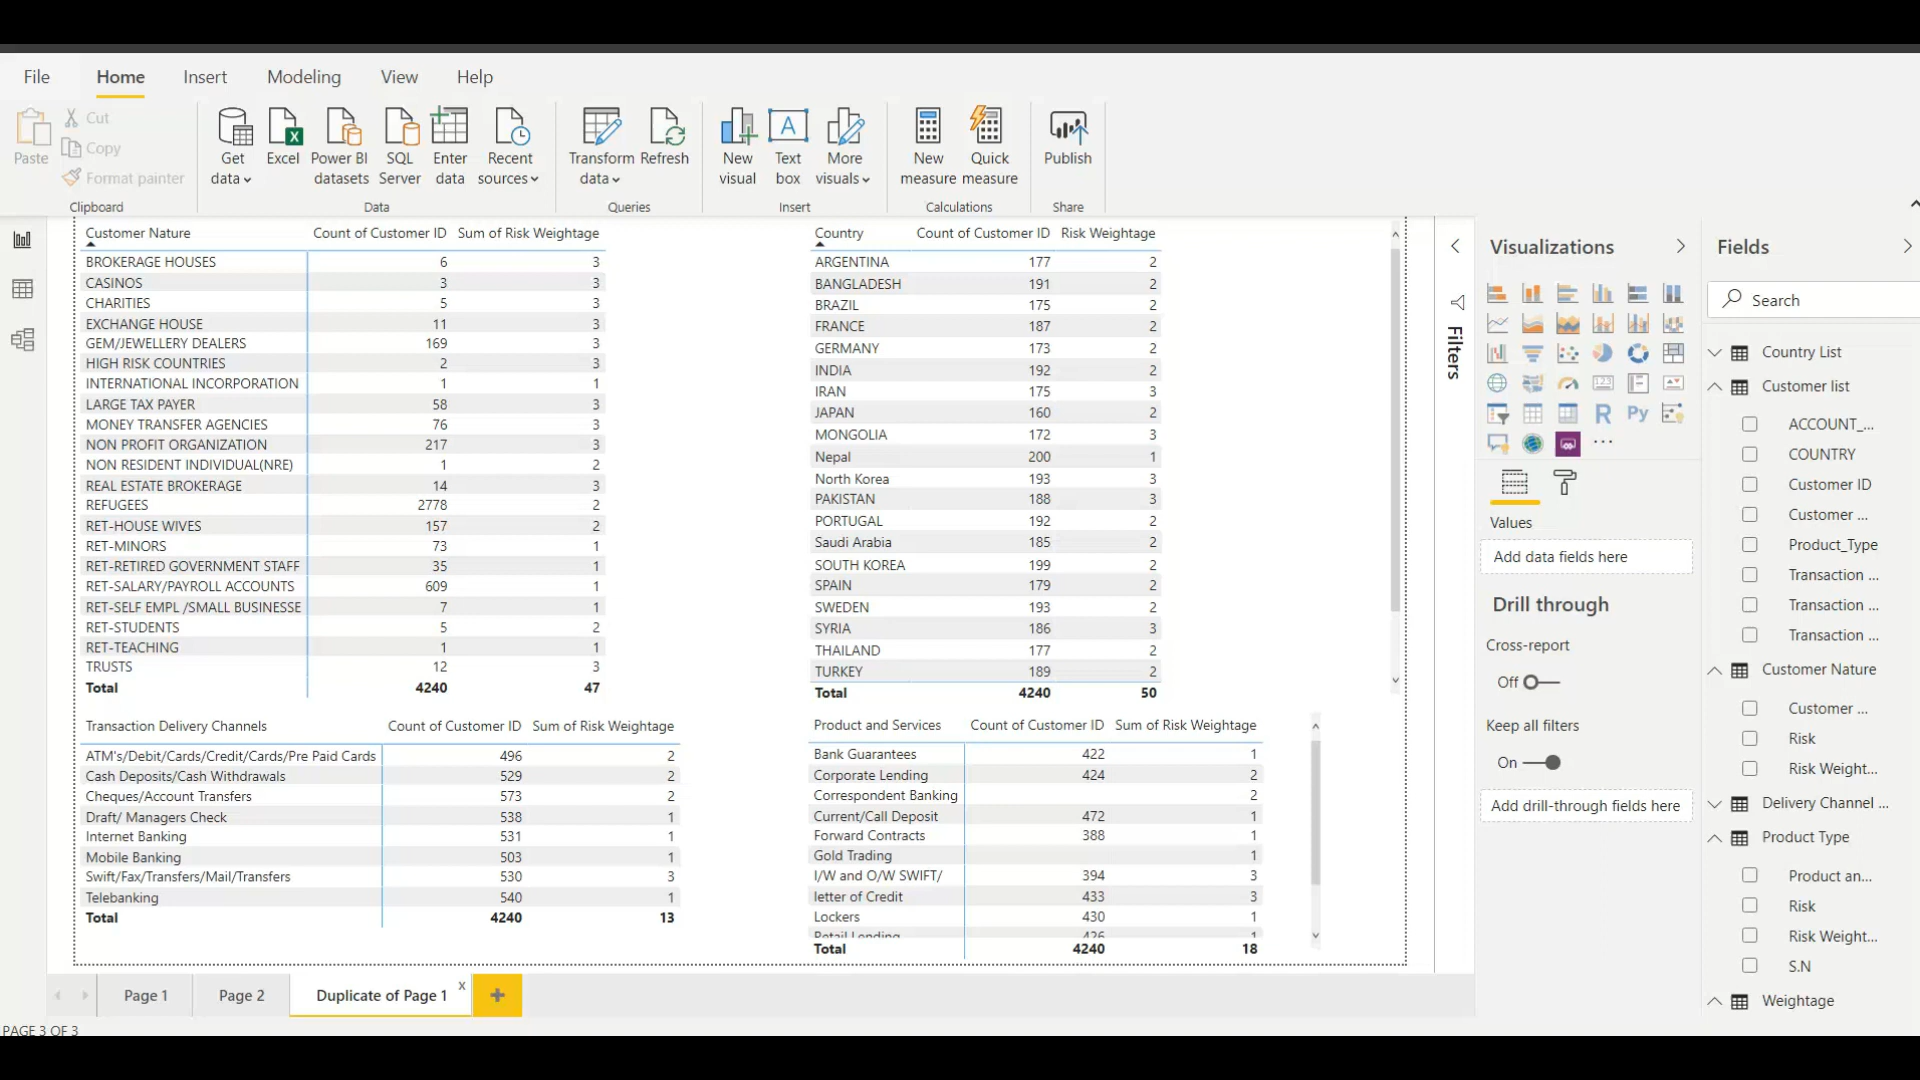 File Home Insert Modeling View Help
Paste Cut Copy Format painter
Get data Excel Power BI datasets SQL Server Enter data Recent sources Transform data Refresh New visual Text box More visuals New measure Quick measure Publish
Clipboard Data Queries Insert Calculations Share
Customer Nature Count of Customer ID Sum of Risk Weightage
BROKERAGE HOUSES 6 3
CASINOS 3 3
CHARITIES 5 3
EXCHANGE HOUSE 11 3
GEM/JEWELLERY DEALERS 169 3
HIGH RISK COUNTRIES 2 3
INTERNATIONAL INCORPORATION 1 1
LARGE TAX PAYER 58 3
MONEY TRANSFER AGENCIES 76 3
NON PROFIT ORGANIZATION 217 3
NON RESIDENT INDIVIDUAL(NRE) 1 2
REAL ESTATE BROKERAGE 14 3
REFUGEES 2778 2
RET-HOUSE WIVES 157 2
RET-MINORS 73 1
RET-RETIRED GOVERNMENT STAFF 35 1
RET-SALARY/PAYROLL ACCOUNTS 609 1
RET-SELF EMPL /SMALL BUSINESSE 7 1
RET-STUDENTS 5 2
RET-TEACHING 1 1
TRUSTS 12 3
Total 4240 47
Country Count of Customer ID Risk Weightage
ARGENTINA 177 2
BANGLADESH 191 2
BRAZIL 175 2
FRANCE 187 2
GERMANY 173 2
INDIA 192 2
IRAN 175 3
JAPAN 160 2
MONGOLIA 172 3
Nepal 200 1
North Korea 193 3
PAKISTAN 188 3
PORTUGAL 192 2
Saudi Arabia 185 2
SOUTH KOREA 199 2
SPAIN 179 2
SWEDEN 193 2
SYRIA 186 3
THAILAND 177 2
TURKEY 189 2
Total 4240 50
Transaction Delivery Channels Count of Customer ID Sum of Risk Weightage
ATM's/Debit/Cards/Credit/Cards/Pre Paid Cards 496 2
Cash Deposits/Cash Withdrawals 529 2
Cheques/Account Transfers 573 2
Draft/ Managers Check 538 1
Internet Banking 531 1
Mobile Banking 503 1
Swift/Fax/Transfers/Mail/Transfers 530 3
Telebanking 540 1
Total 4240 13
Product and Services Count of Customer ID Sum of Risk Weightage
Bank Guarantees 422 1
Corporate Lending 424 2
Correspondent Banking 2
Current/Call Deposit 472 1
Forward Contracts 388 1
Gold Trading 1
I/W and O/W SWIFT/ 394 3
letter of Credit 433 3
Lockers 430 1
Retail Lending 426 1
Total 4240 18
Filters
Visualizations
R Py
Values
Add data fields here
Drill through
Cross-report
Off
Keep all filters
On
Add drill-through fields here
Fields
Search
Country List
Customer list
ACCOUNT_...
COUNTRY
Customer ID
Customer ...
Product_Type
Transaction ...
Transaction ...
Transaction ...
Customer Nature
Customer ...
Risk
Risk Weight...
Delivery Channel ...
Product Type
Product an...
Risk
Risk Weight...
S.N
Weightage
Page 1 Page 2 Duplicate of Page 1 x
PAGE 3 OF 3